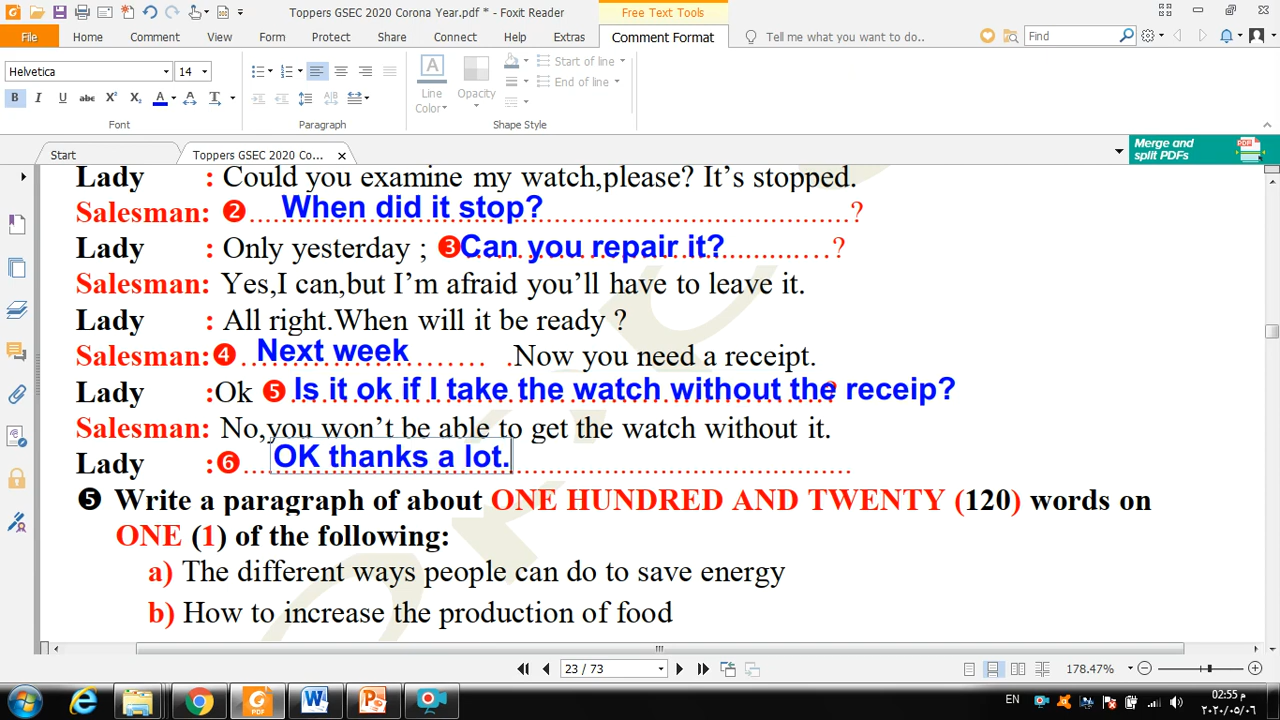 Toppers GSEC 2020 Corona Year.pdf * - Foxit Reader
Free Text Tools
File Home Comment View Form Protect Share Connect Help Extras Comment Format Tell me what you want to do.. Find
Helvetica 14
Start of line
End of line
B I U abc X² X₂ A A T
Line Color Opacity
Font Paragraph Shape Style
Start Toppers GSEC 2020 Co... Merge and split PDFs
Lady : Could you examine my watch,please? It’s stopped.
Salesman: ❷ When did it stop? ?
Lady : Only yesterday ; ❸ Can you repair it? ?
Salesman: Yes,I can,but I’m afraid you’ll have to leave it.
Lady : All right.When will it be ready ?
Salesman:❹ Next week .Now you need a receipt.
Lady :Ok ❺ Is it ok if I take the watch without the receip? ?
Salesman: No,you won’t be able to get the watch without it.
Lady :❻ OK thanks a lot.
❺ Write a paragraph of about ONE HUNDRED AND TWENTY (120) words on
ONE (1) of the following:
a) The different ways people can do to save energy
b) How to increase the production of food
23 / 73 178.47%
EN 02:55 م
٢٠٢٠/٠٥/٠٦